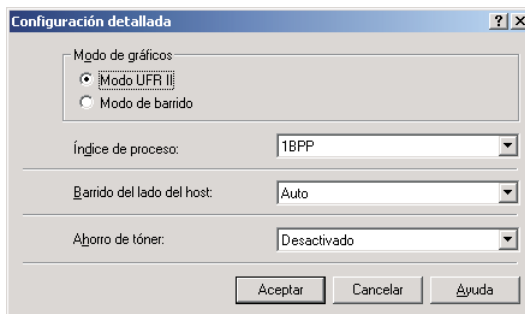 Configuración detallada
Modo de gráficos
Modo UFR II
Modo de barrido
Índice de proceso: 1BPP
Barrido del lado del host: Auto
Ahorro de tóner: Desactivado
Aceptar Cancelar Ayuda